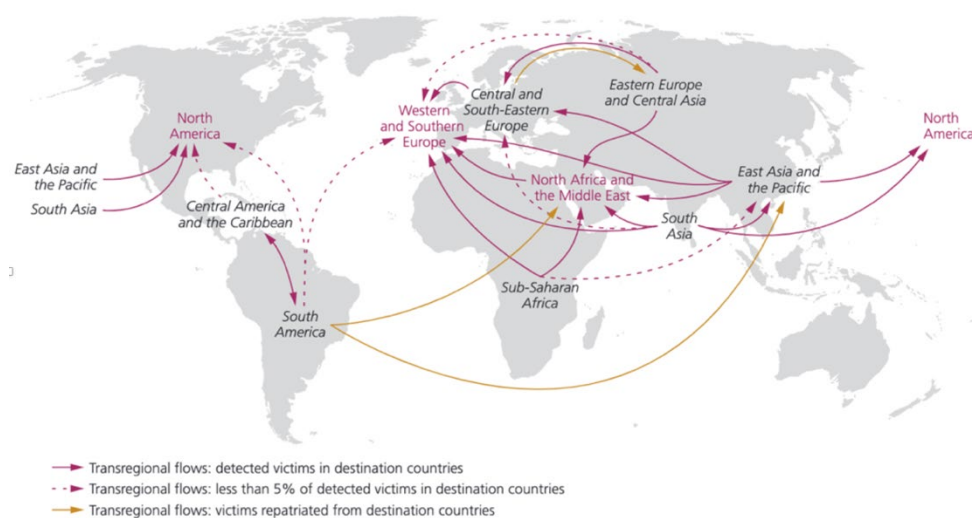 North
America
East Asia and
the Pacific
South Asia
Central America
and the Caribbean
South
America
Western
and Southern
Europe
Central and
South-Eastern
Europe
Eastern Europe
and Central Asia
North Africa and
the Middle East
Sub-Saharan
Africa
South
Asia
East Asia and
the Pacific
North
America
Transregional flows: detected victims in destination countries
Transregional flows: less than 5% of detected victims in destination countries
Transregional flows: victims repatriated from destination countries